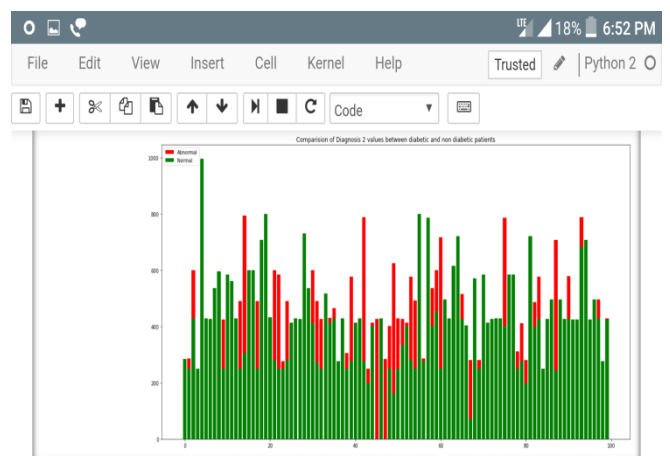 LTE 18% 6:52 PM
File Edit View Insert Cell Kernel Help Trusted Python 2
Code
Comparision of Diagnosis 2 values between diabetic and non diabetic patients
Abnormal
Normal
1000
800
600
400
200
0
0 20 40 60 80 100